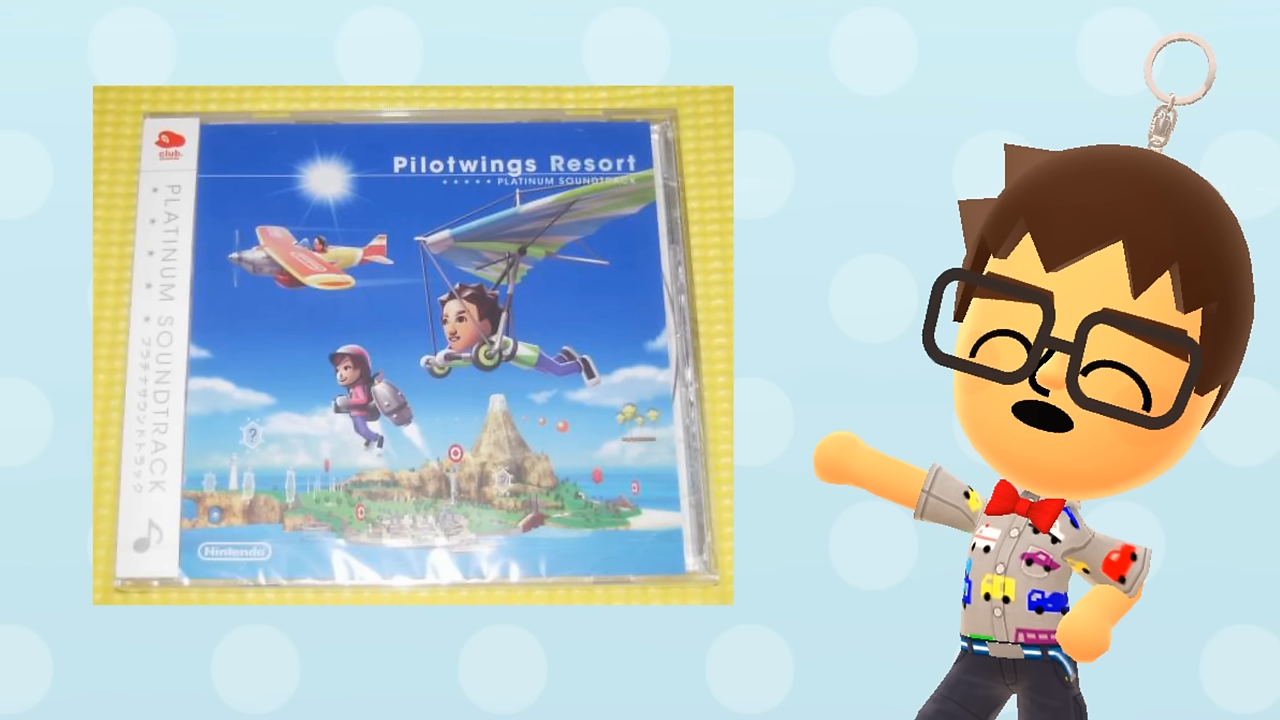 club
Pilotwings Resort
PLATINUM SOUNDTRACK
PLATINUM SOUNDTRACK
プラチナサウンドトラック
?
Nintendo